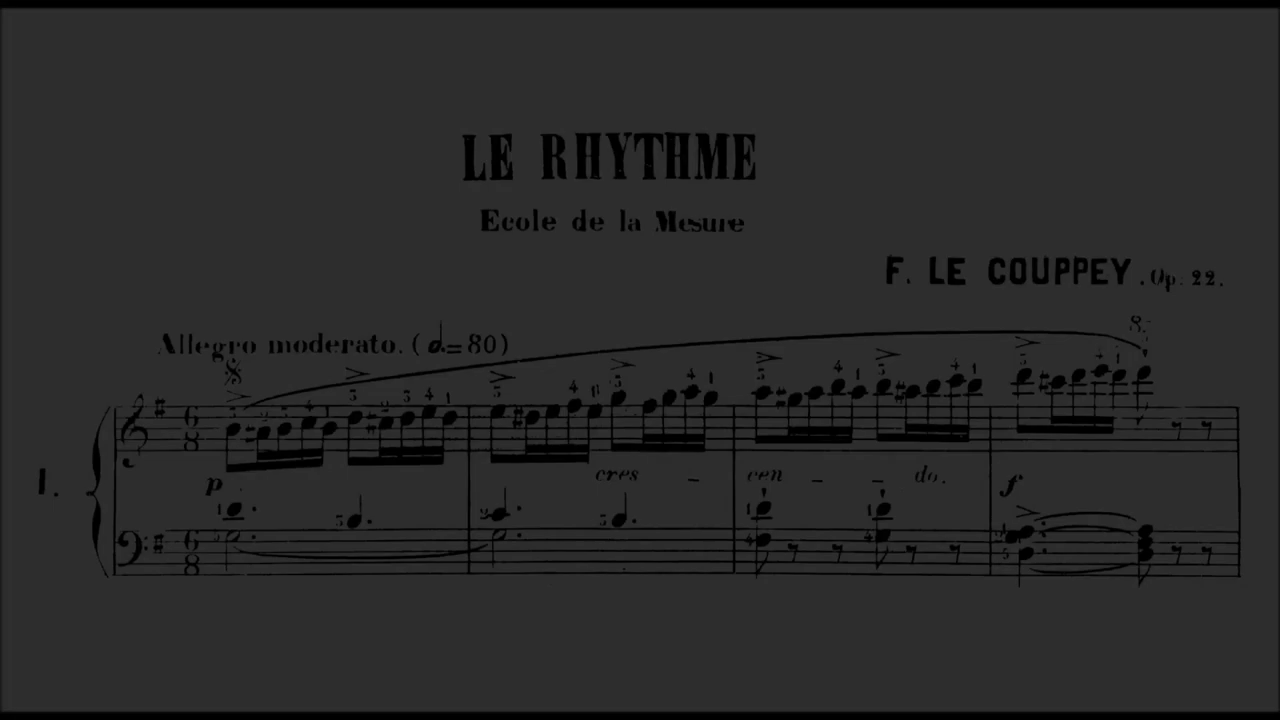 LE RHYTHME
Ecole de la Mesure
F. LE COUPPEY. Op. 22.
Allegro moderato. (𝅗𝅥.= 80)
1.
p cres - cen - - do. f